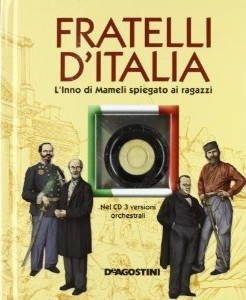 FRATELLI
D'ITALIA
L'Inno di Mameli spiegato ai ragazzi
Nel CD 3 versioni
orchestrali
DEAGOSTINI